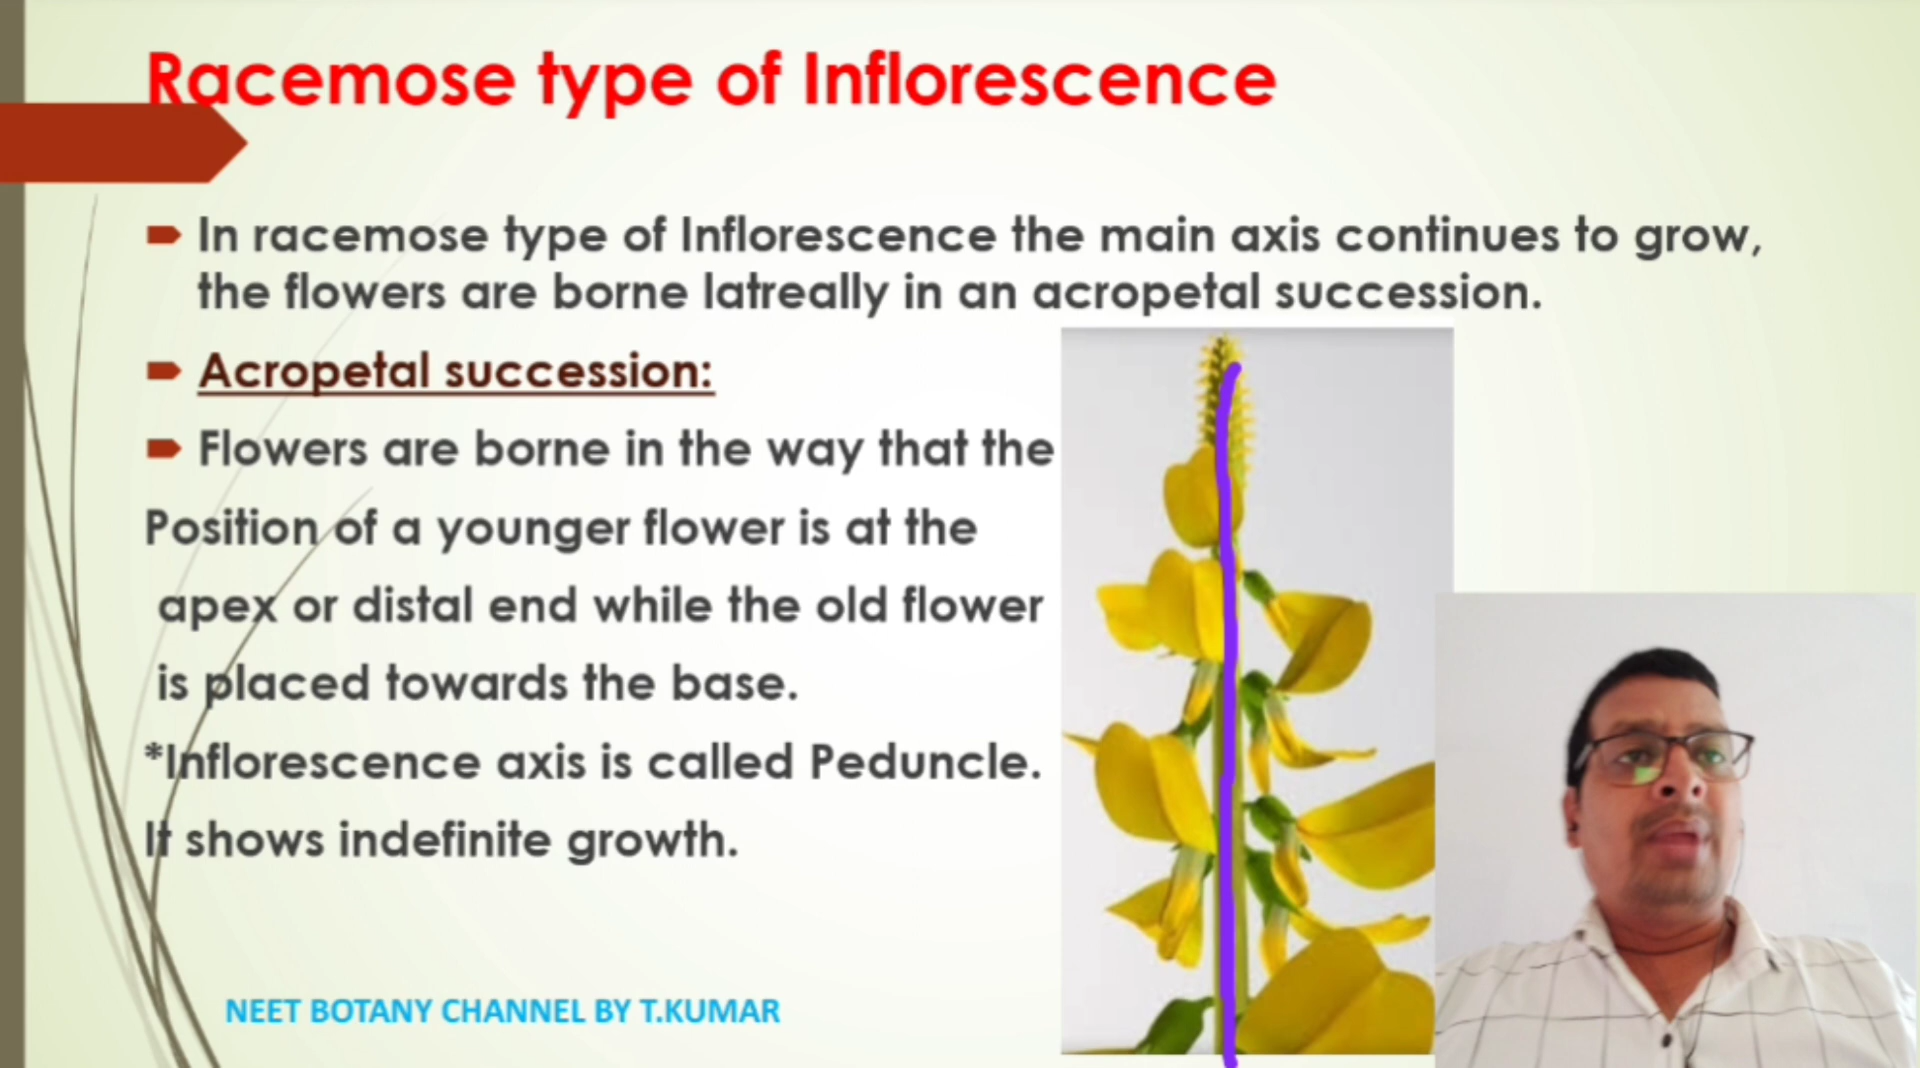 Racemose type of Inflorescence
In racemose type of Inflorescence the main axis continues to grow,
the flowers are borne latreally in an acropetal succession.
Acropetal succession:
Flowers are borne in the way that the
Position of a younger flower is at the
apex or distal end while the old flower
is placed towards the base.
*Inflorescence axis is called Peduncle.
It shows indefinite growth.
NEET BOTANY CHANNEL BY T.KUMAR